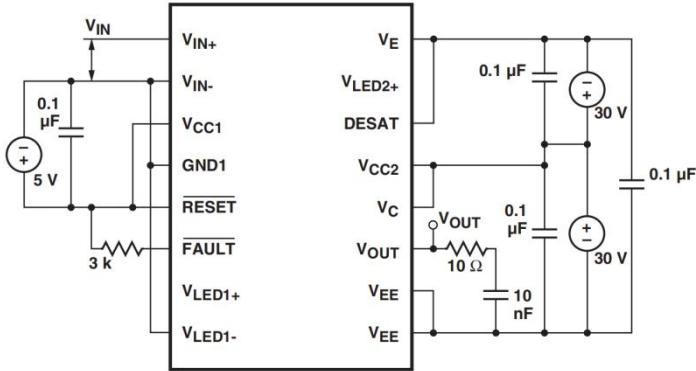 VIN
VIN+
VIN-
VCC1
GND1
RESET
FAULT
VLED1+
VLED1-
0.1
µF
− +
5 V
3 k
VE
VLED2+
DESAT
VCC2
VC
VOUT
VEE
VEE
VOUT
10 Ω
10
nF
0.1 µF
− +
30 V
0.1
µF
+ −
30 V
0.1 µF